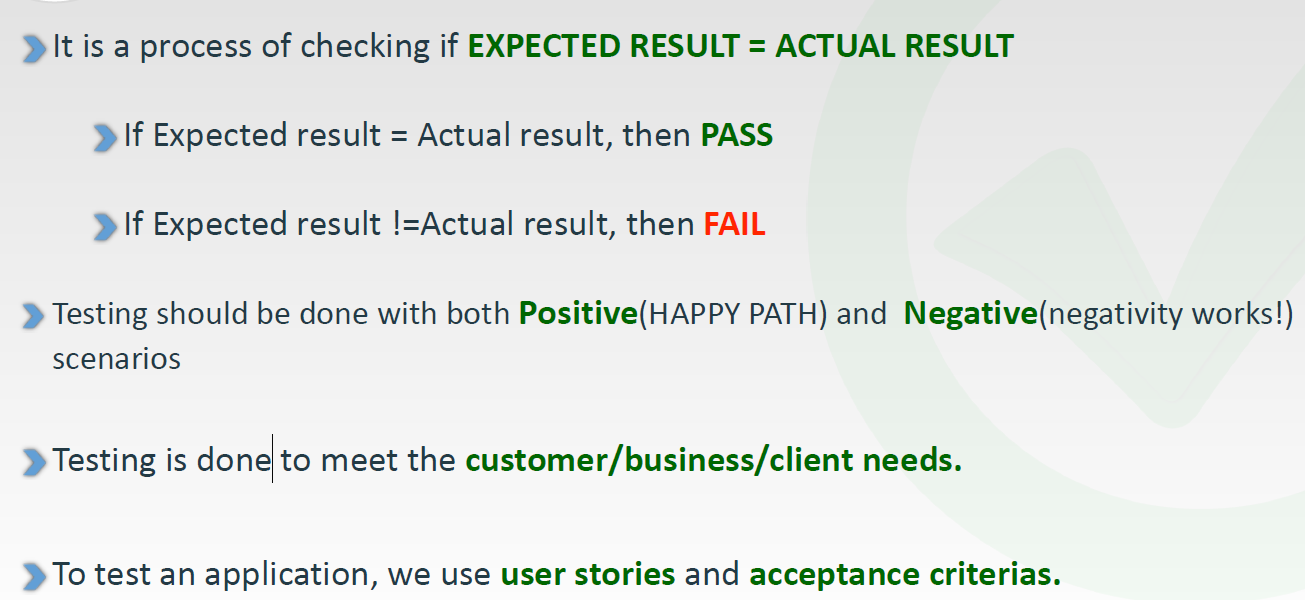 It is a process of checking if EXPECTED RESULT = ACTUAL RESULT
If Expected result = Actual result, then PASS
If Expected result !=Actual result, then FAIL
Testing should be done with both Positive(HAPPY PATH) and Negative(negativity works!)
scenarios
Testing is done to meet the customer/business/client needs.
To test an application, we use user stories and acceptance criterias.